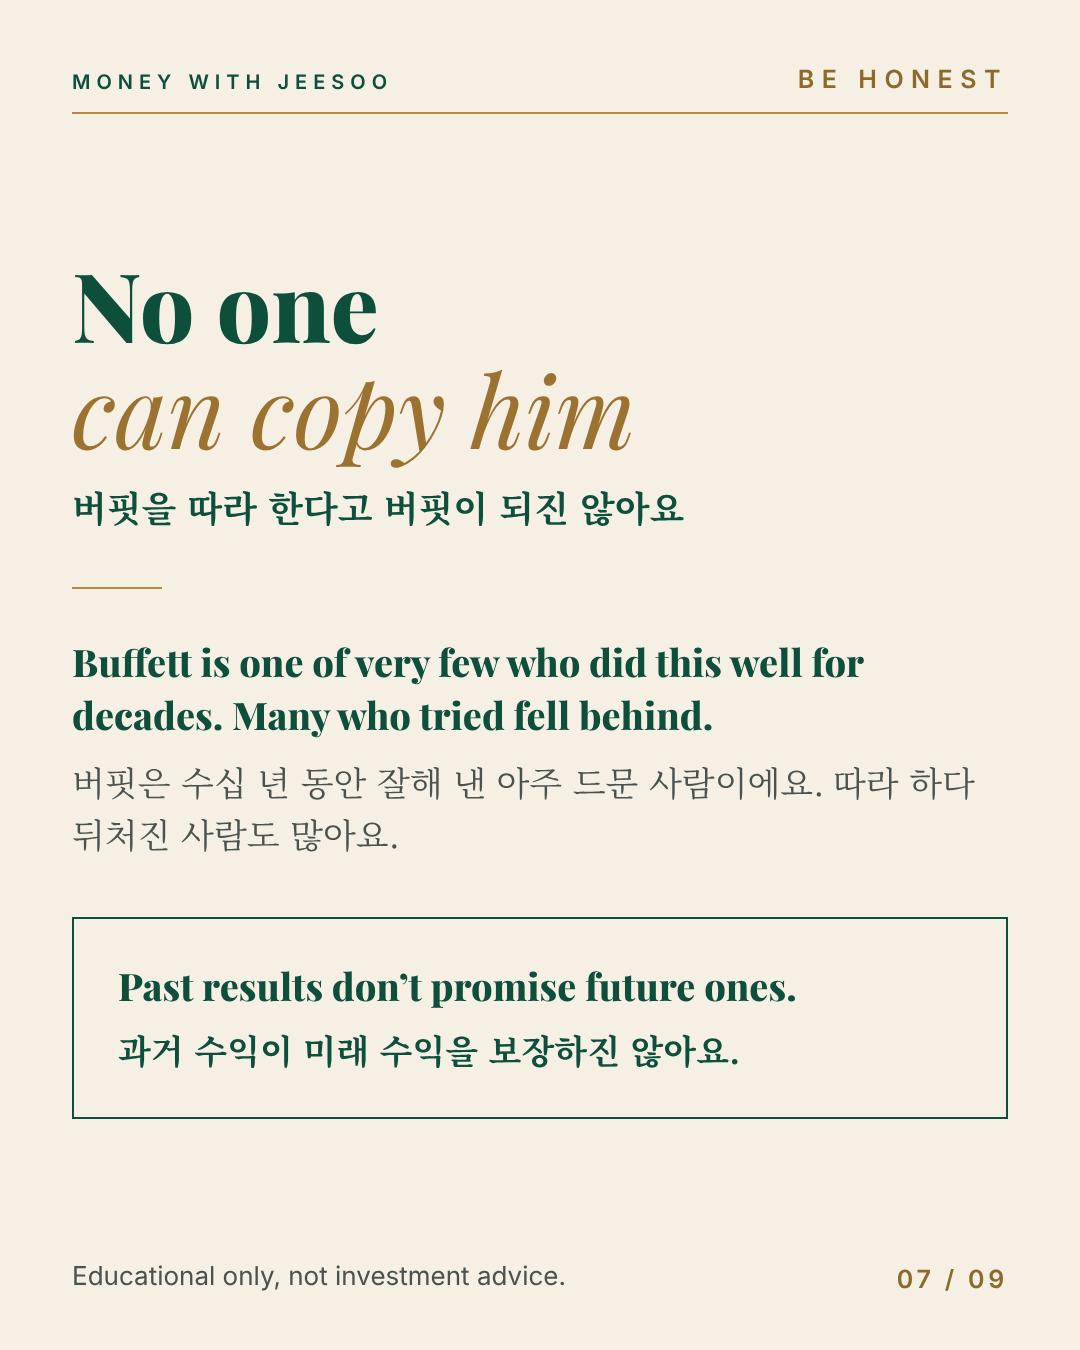 MONEY WITH JEESOO
BE HONEST
No one
can copy him
버핏을 따라 한다고 버핏이 되진 않아요
Buffett is one of very few who did this well for
decades. Many who tried fell behind.
버핏은 수십 년 동안 잘해 낸 아주 드문 사람이에요. 따라 하다
뒤처진 사람도 많아요.
Past results don’t promise future ones.
과거 수익이 미래 수익을 보장하진 않아요.
Educational only, not investment advice.
07 / 09